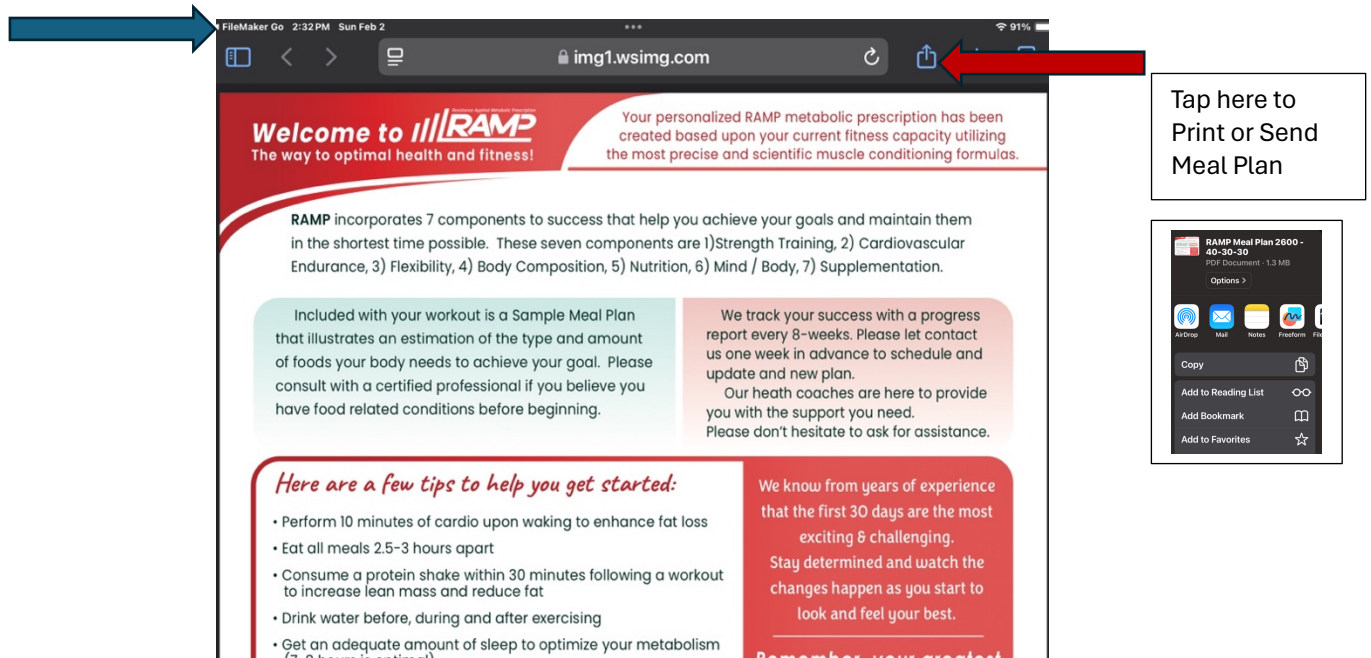 FileMaker Go 2:32 PM Sun Feb 2
91%
img1.wsimg.com
Resistance Applied Metabolic Prescription
Welcome to RAMP
The way to optimal health and fitness!
Your personalized RAMP metabolic prescription has been
created based upon your current fitness capacity utilizing
the most precise and scientific muscle conditioning formulas.
RAMP incorporates 7 components to success that help you achieve your goals and maintain them
in the shortest time possible. These seven components are 1)Strength Training, 2) Cardiovascular
Endurance, 3) Flexibility, 4) Body Composition, 5) Nutrition, 6) Mind / Body, 7) Supplementation.
Included with your workout is a Sample Meal Plan
that illustrates an estimation of the type and amount
of foods your body needs to achieve your goal. Please
consult with a certified professional if you believe you
have food related conditions before beginning.
We track your success with a progress
report every 8-weeks. Please let contact
us one week in advance to schedule and
update and new plan.
Our heath coaches are here to provide
you with the support you need.
Please don't hesitate to ask for assistance.
Here are a few tips to help you get started:
• Perform 10 minutes of cardio upon waking to enhance fat loss
• Eat all meals 2.5-3 hours apart
• Consume a protein shake within 30 minutes following a workout
to increase lean mass and reduce fat
• Drink water before, during and after exercising
• Get an adequate amount of sleep to optimize your metabolism
We know from years of experience
that the first 30 days are the most
exciting & challenging.
Stay determined and watch the
changes happen as you start to
look and feel your best.
Remember, your greatest
Tap here to
Print or Send
Meal Plan
RAMP Meal Plan 2600 -
40-30-30
PDF Document · 1.3 MB
Options >
AirDrop Mail Notes Freeform
Copy
Add to Reading List
Add Bookmark
Add to Favorites